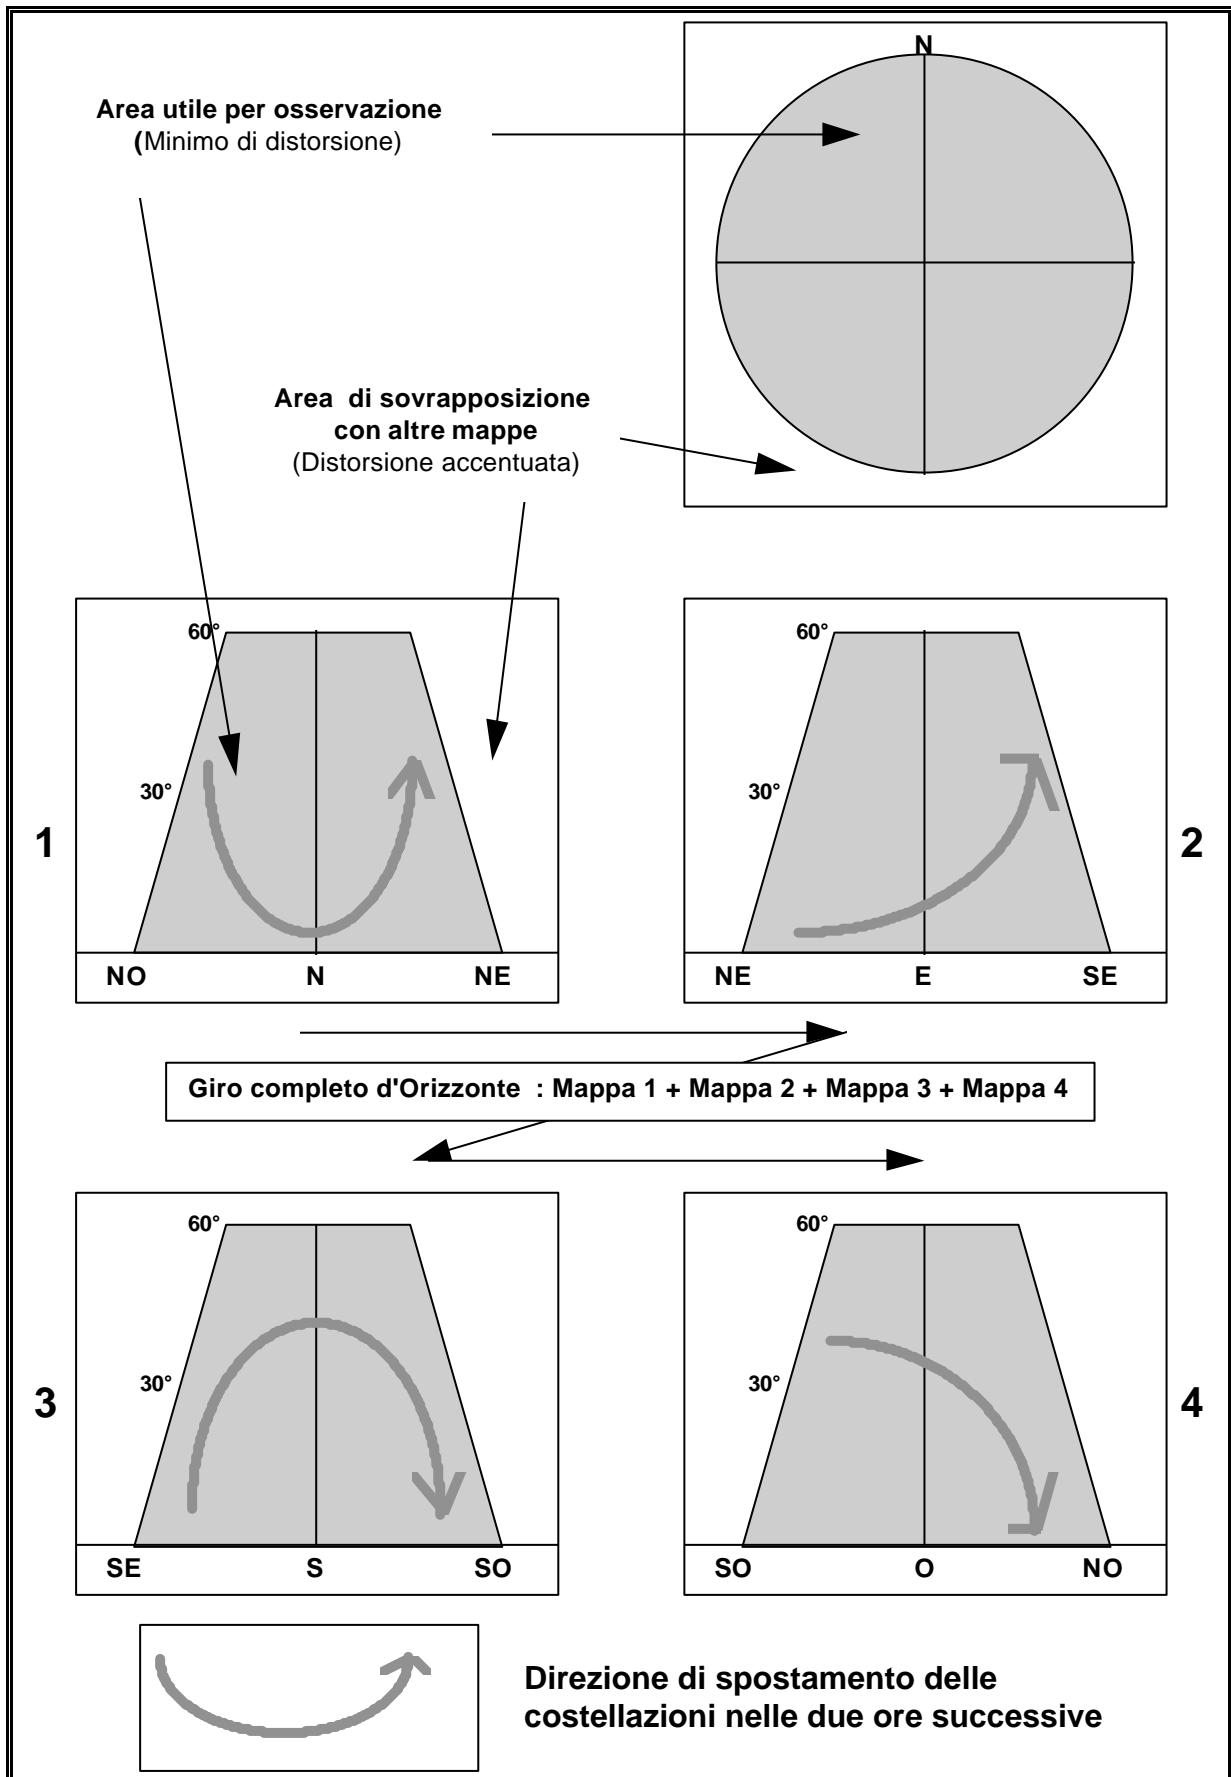 N
Area utile per osservazione
(Minimo di distorsione)
Area di sovrapposizione
con altre mappe
(Distorsione accentuata)
60°
30°
1
NO N NE
60°
30°
2
NE E SE
Giro completo d'Orizzonte : Mappa 1 + Mappa 2 + Mappa 3 + Mappa 4
60°
30°
3
SE S SO
60°
30°
4
SO O NO
Direzione di spostamento delle
costellazioni nelle due ore successive